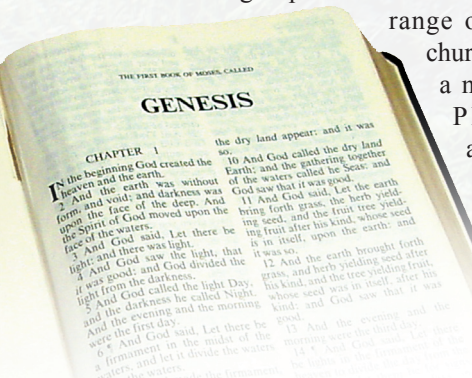 range o
chur
a m
P
a
THE FIRST BOOK OF MOSES, CALLED
GENESIS
CHAPTER 1
IN the beginning God created the
heaven and the earth.
2 And the earth was without
form, and void; and darkness was
upon the face of the deep. And
the Spirit of God moved upon the
face of the waters.
3 And God said, Let there be
light: and there was light.
4 And God saw the light, that
it was good: and God divided the
light from the darkness.
5 And God called the light Day,
and the darkness he called Night.
And the evening and the morning
were the first day.
6 ¶ And God said, Let there be
a firmament in the midst of the
waters, and let it divide the waters
the dry land appear: and it was
so.
10 And God called the dry land
Earth; and the gathering together
of the waters called he Seas: and
God saw that it was good.
11 And God said, Let the earth
bring forth grass, the herb yield-
ing seed, and the fruit tree yield-
ing fruit after his kind, whose seed
is in itself, upon the earth: and
it was so.
12 And the earth brought forth
grass, and herb yielding seed after
his kind, and the tree yielding fruit,
whose seed was in itself, after his
kind: and God saw that it was
good.
13 And the evening and the
morning were the third day.
14 ¶ And God said, Let there